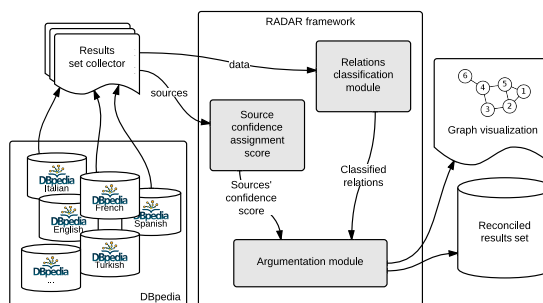 RADAR framework
Results
set collector
data
sources
Relations
classification
module
Source
confidence
assignment
score
Sources'
confidence
score
Classified
relations
Argumentation module
6
4
5
1
3
2
Graph visualization
Reconciled
results set
DBpedia
Italian
DBpedia
French
DBpedia
English
DBpedia
Spanish
DBpedia
Turkish
DBpedia
...
DBpedia